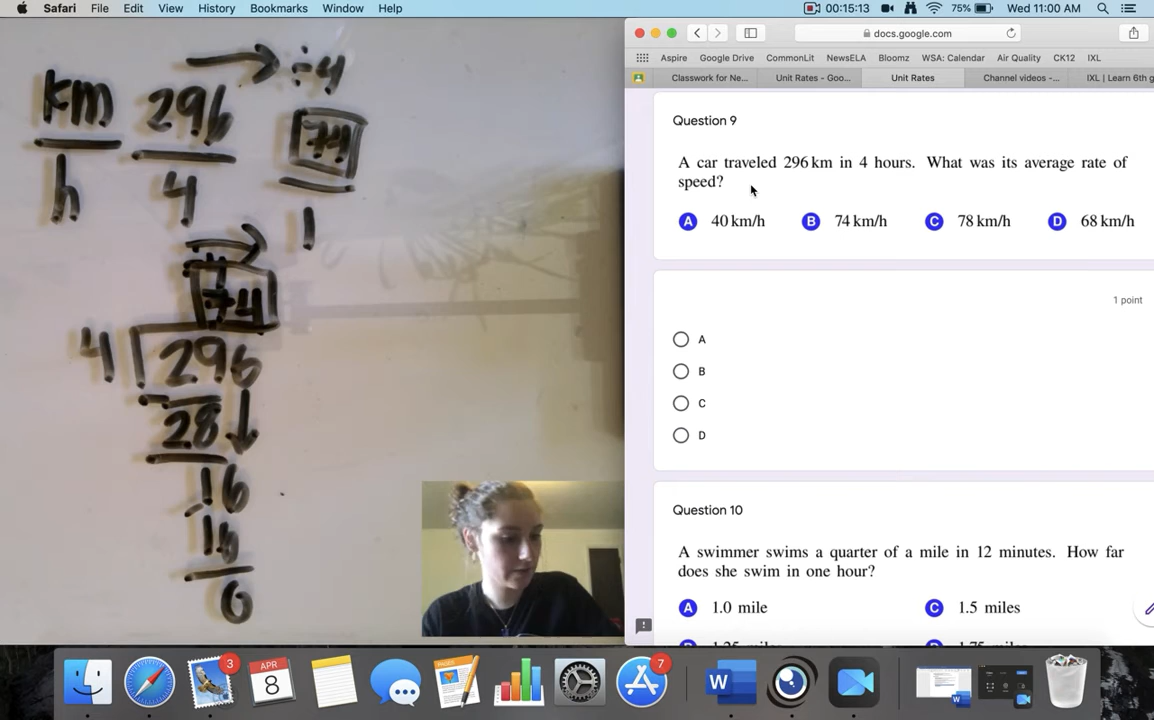 Safari File Edit View History Bookmarks Window Help
00:15:13 75% Wed 11:00 AM
docs.google.com
Aspire Google Drive CommonLit NewsELA Bloomz WSA: Calendar Air Quality CK12 IXL
Classwork for Ne... Unit Rates - Goo... Unit Rates Channel videos -... IXL | Learn 6th g
km 296 ÷4
h 4
74
1
74
4 296
-28
16
-16
0
Question 9
A car traveled 296 km in 4 hours. What was its average rate of
speed?
A 40 km/h B 74 km/h C 78 km/h D 68 km/h
1 point
A
B
C
D
Question 10
A swimmer swims a quarter of a mile in 12 minutes. How far
does she swim in one hour?
A 1.0 mile C 1.5 miles
3 APR 8 7
W